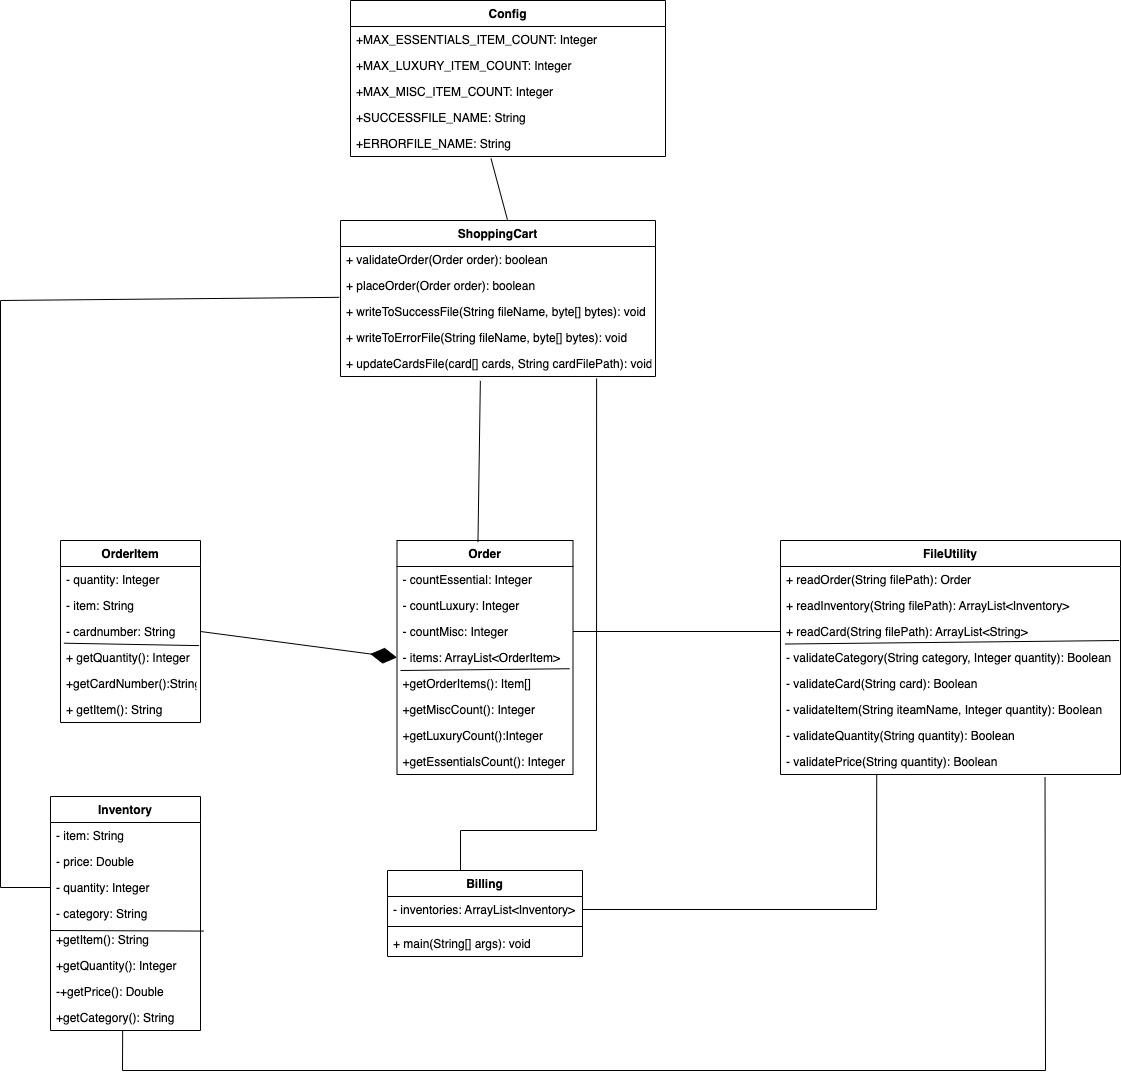 Config
+MAX_ESSENTIALS_ITEM_COUNT: Integer
+MAX_LUXURY_ITEM_COUNT: Integer
+MAX_MISC_ITEM_COUNT: Integer
+SUCCESSFILE_NAME: String
+ERRORFILE_NAME: String
ShoppingCart
+ validateOrder(Order order): boolean
+ placeOrder(Order order): boolean
+ writeToSuccessFile(String fileName, byte[] bytes): void
+ writeToErrorFile(String fileName, byte[] bytes): void
+ updateCardsFile(card[] cards, String cardFilePath): void
OrderItem
- quantity: Integer
- item: String
- cardnumber: String
+ getQuantity(): Integer
+getCardNumber():String
+ getItem(): String
Order
- countEssential: Integer
- countLuxury: Integer
- countMisc: Integer
- items: ArrayList<OrderItem>
+getOrderItems(): Item[]
+getMiscCount(): Integer
+getLuxuryCount():Integer
+getEssentialsCount(): Integer
FileUtility
+ readOrder(String filePath): Order
+ readInventory(String filePath): ArrayList<Inventory>
+ readCard(String filePath): ArrayList<String>
- validateCategory(String category, Integer quantity): Boolean
- validateCard(String card): Boolean
- validateItem(String iteamName, Integer quantity): Boolean
- validateQuantity(String quantity): Boolean
- validatePrice(String quantity): Boolean
Inventory
- item: String
- price: Double
- quantity: Integer
- category: String
+getItem(): String
+getQuantity(): Integer
-+getPrice(): Double
+getCategory(): String
Billing
- inventories: ArrayList<Inventory>
+ main(String[] args): void